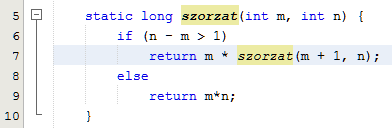 5 static long szorzat(int m, int n) {
6 if (n - m > 1)
7 return m * szorzat(m + 1, n);
8 else
9 return m*n;
10 }